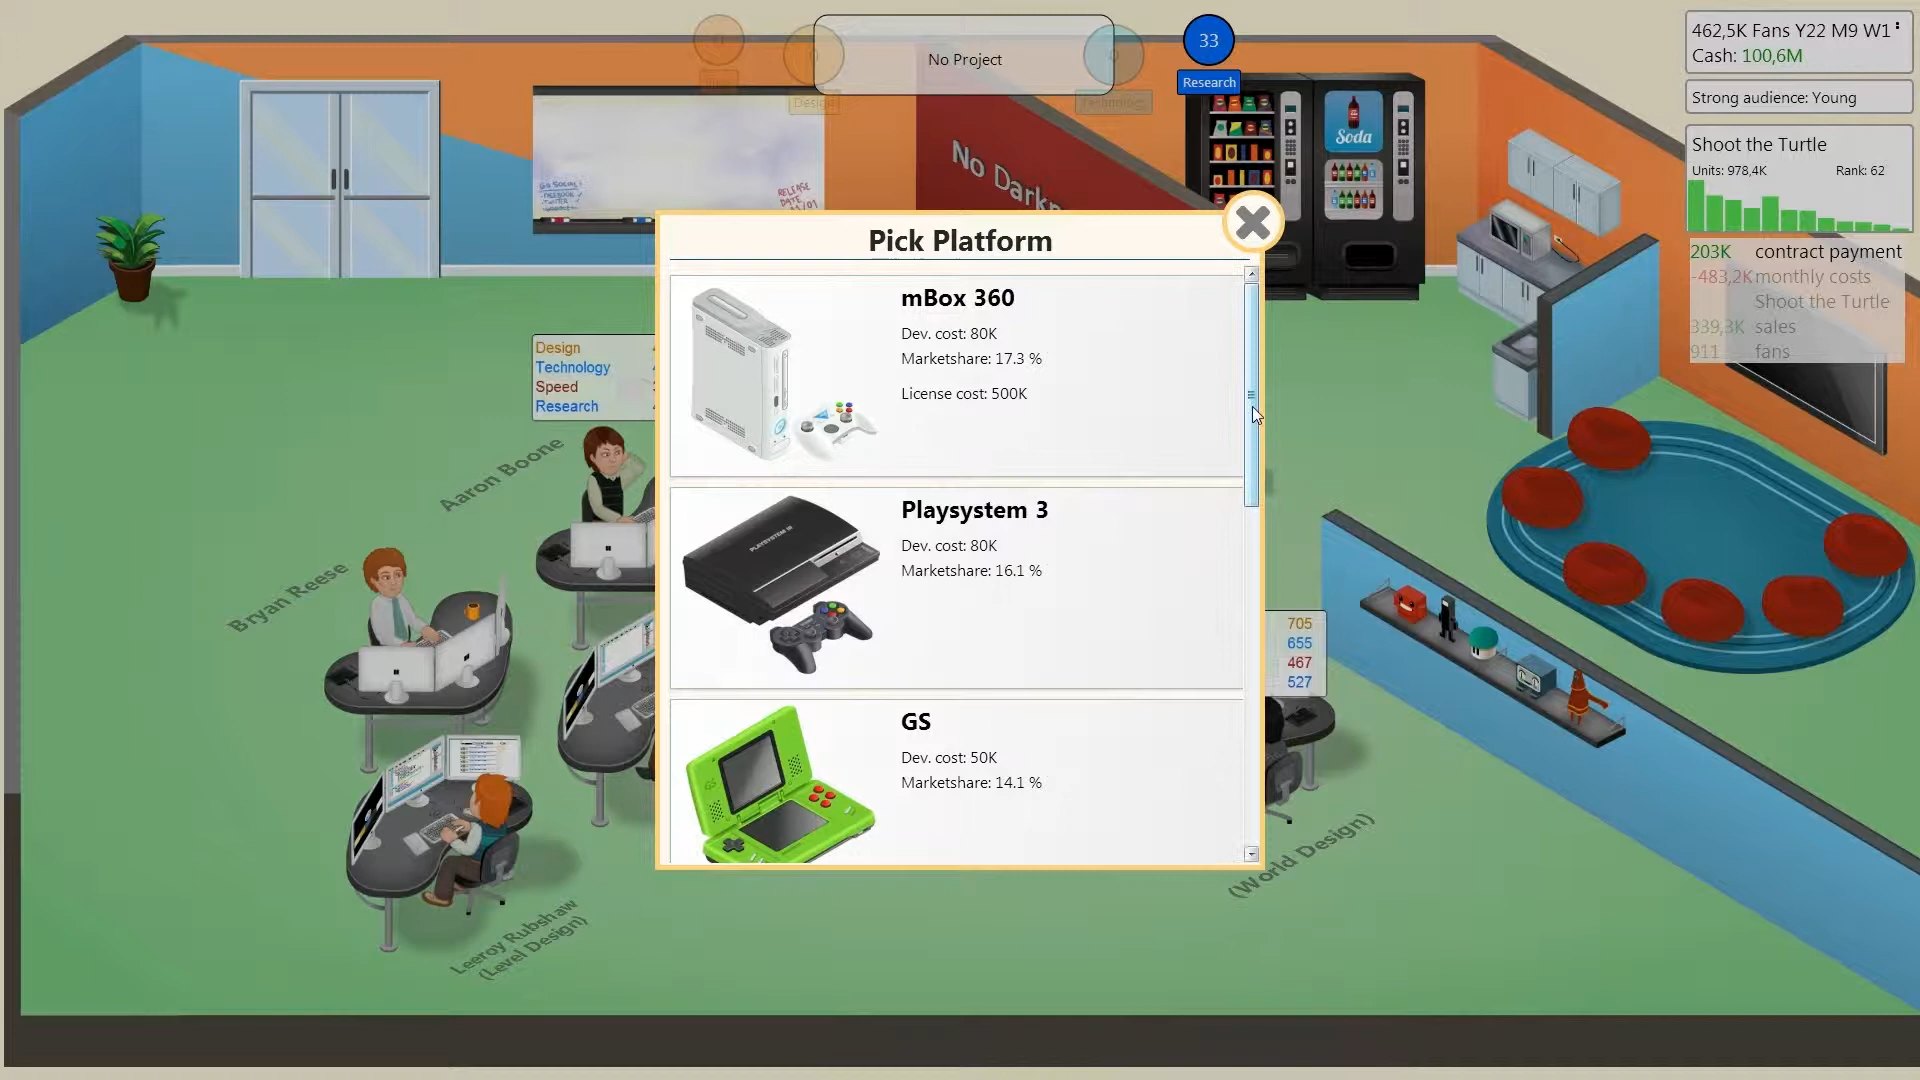 No Project
33
Research
Design
Technology
462,5K Fans Y22 M9 W1
Cash: 100,6M
Strong audience: Young
Shoot the Turtle
Units: 978,4K
Rank: 62
203K contract payment
-483,2K monthly costs
Shoot the Turtle
339,3K sales
911 fans
Soda
No Dark
RELEASE
DATE
Pick Platform
mBox 360
Dev. cost: 80K
Marketshare: 17.3 %
License cost: 500K
Playsystem 3
Dev. cost: 80K
Marketshare: 16.1 %
GS
Dev. cost: 50K
Marketshare: 14.1 %
Design
Technology
Speed
Research
Aaron Boone
Bryan Reese
Leeroy Rubshaw
(Level Design)
705
655
467
527
(World Design)